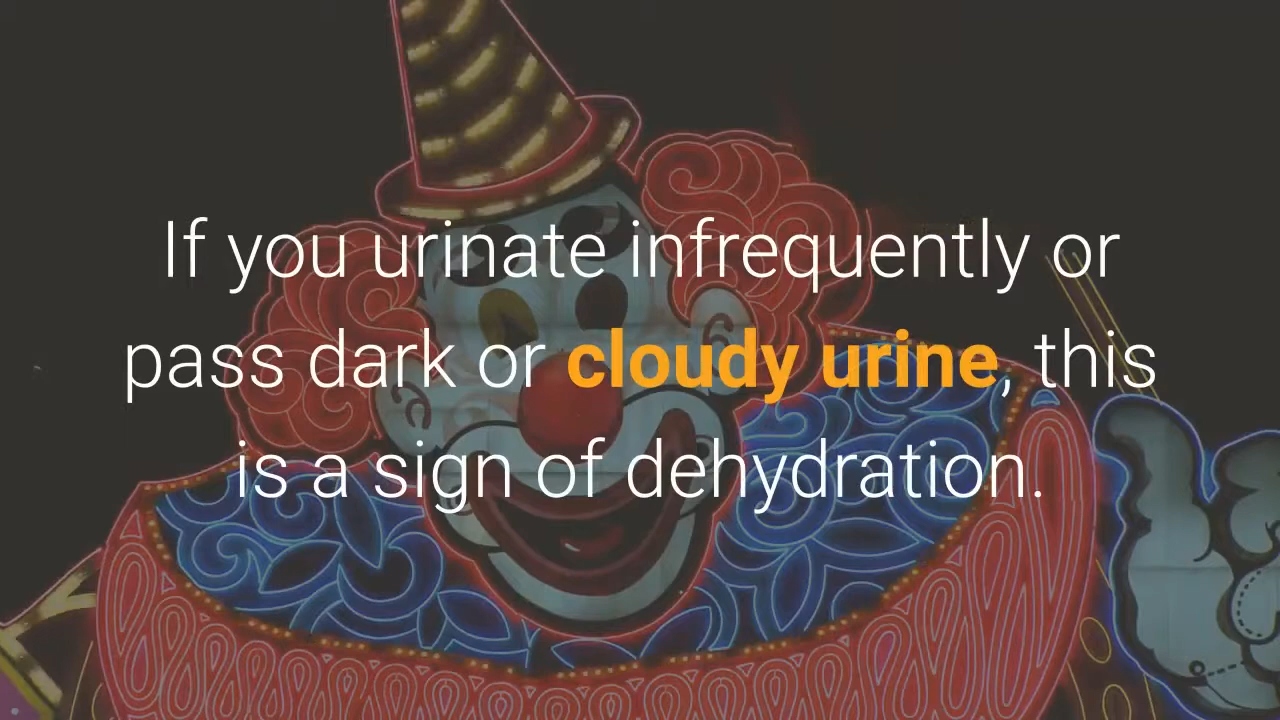 If you urinate infrequently or
pass dark or cloudy urine, this
is a sign of dehydration.